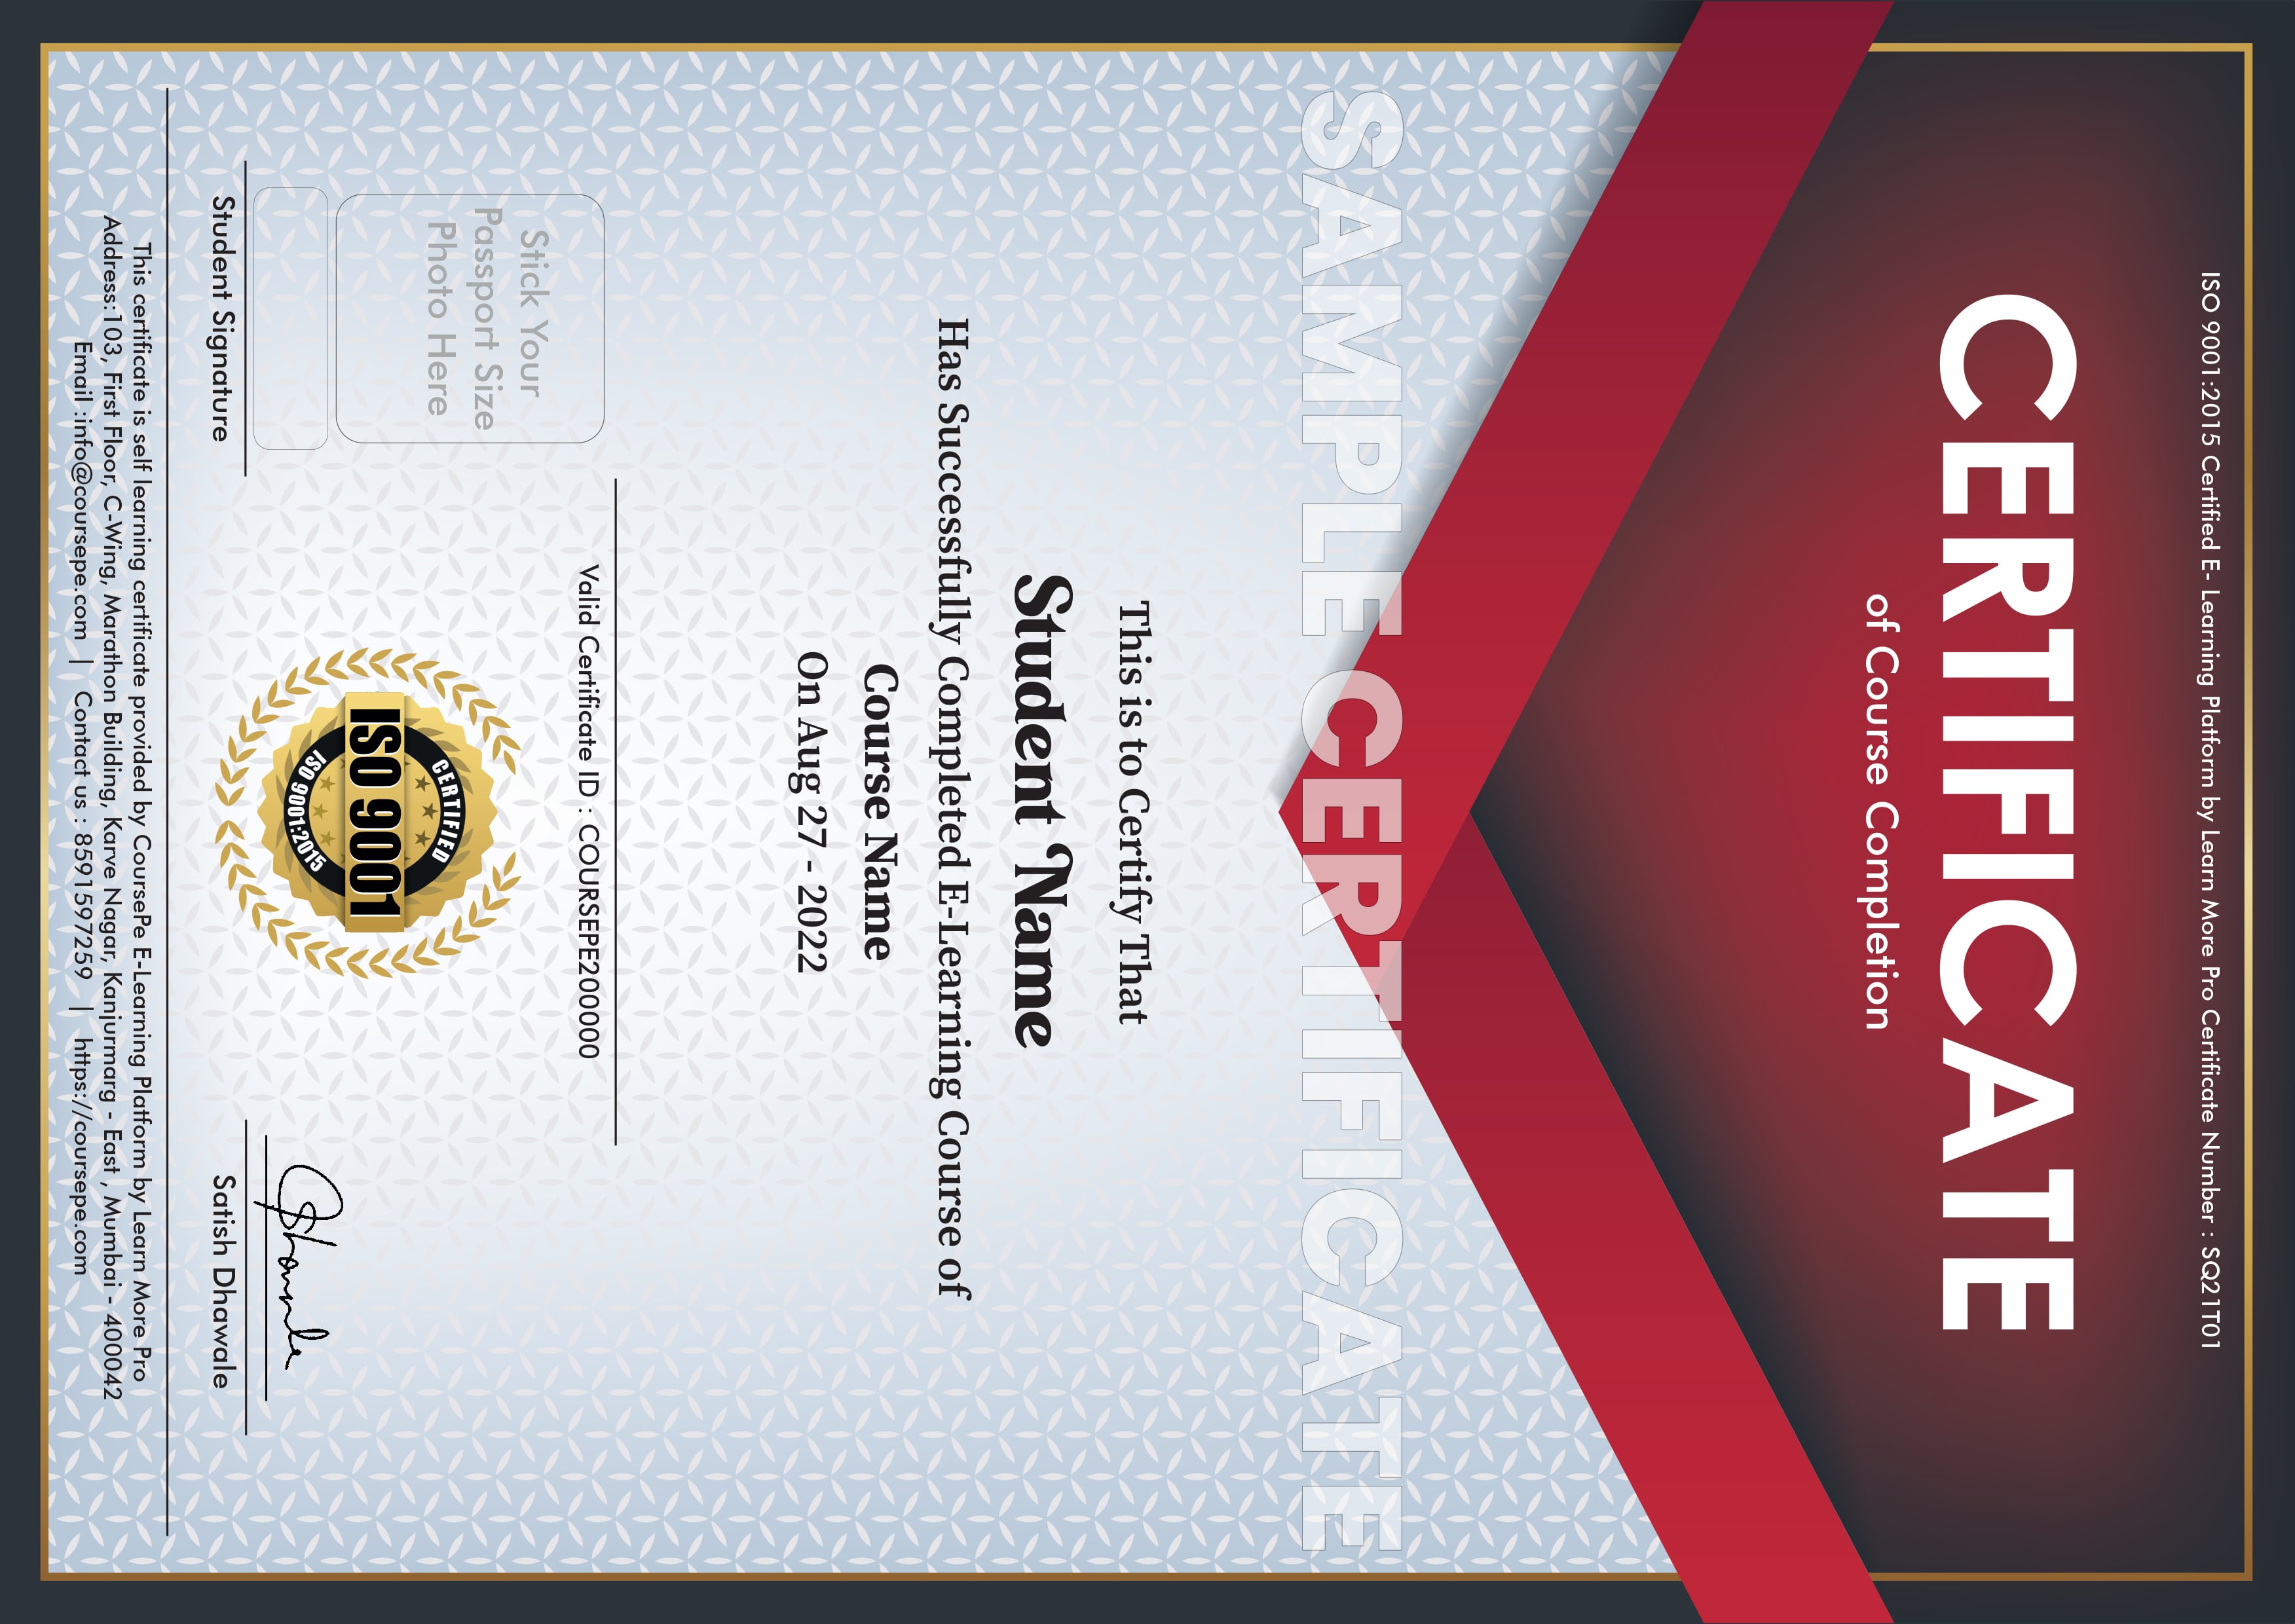 ISO 9001:2015 Certified E- Learning Platform by Learn More Pro Certificate Number : SQ21T01
CERTIFICATE
of Course Completion
SAMPLE CERTIFICATE
This is to Certify That
Student Name
Has Successfully Completed E-Learning Course of
Course Name
On Aug 27 - 2022
Valid Certificate ID : COURSEPE200000
Stick Your
Passport Size
Photo Here
CERTIFIED
ISO 9001
ISO 9001:2015
Student Signature
Satish Dhawale
This certificate is self learning certificate provided by CoursePe E-Learning Platform by Learn More Pro
Address:103, First Floor, C-Wing, Marathon Building, Karve Nagar, Kanjurmarg - East , Mumbai - 400042
Email :info@coursepe.com | Contact us : 8591597259 | https://coursepe.com